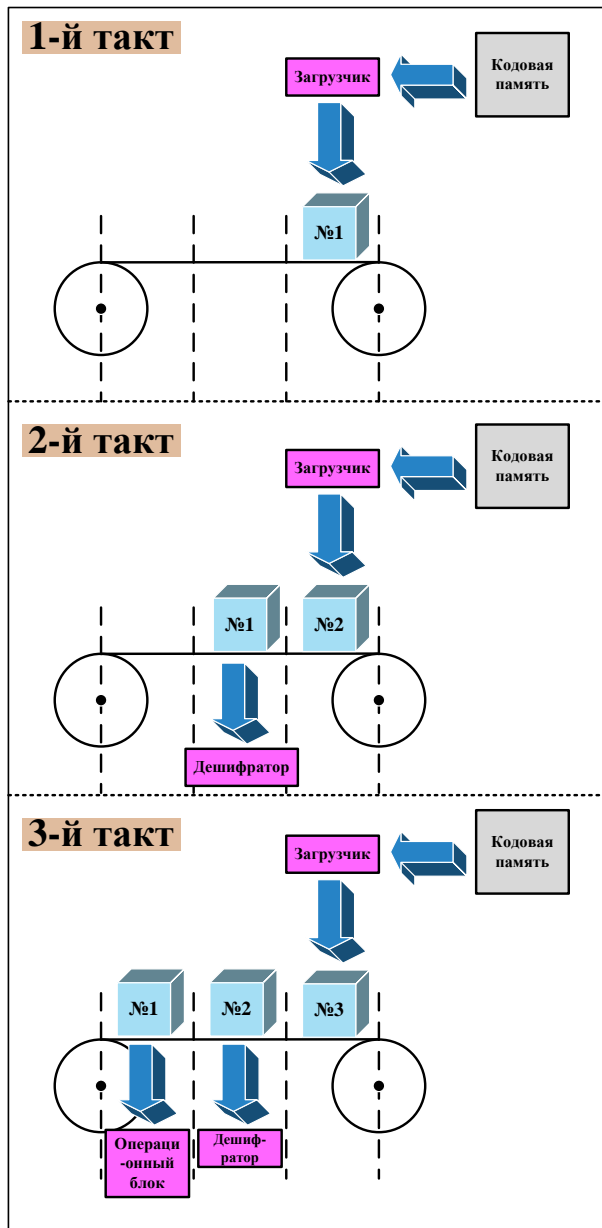 1-й такт
Загрузчик
Кодовая
память
№1
2-й такт
Загрузчик
Кодовая
память
№1
№2
Дешифратор
3-й такт
Загрузчик
Кодовая
память
№1
№2
№3
Операци
-онный
блок
Дешиф-
ратор